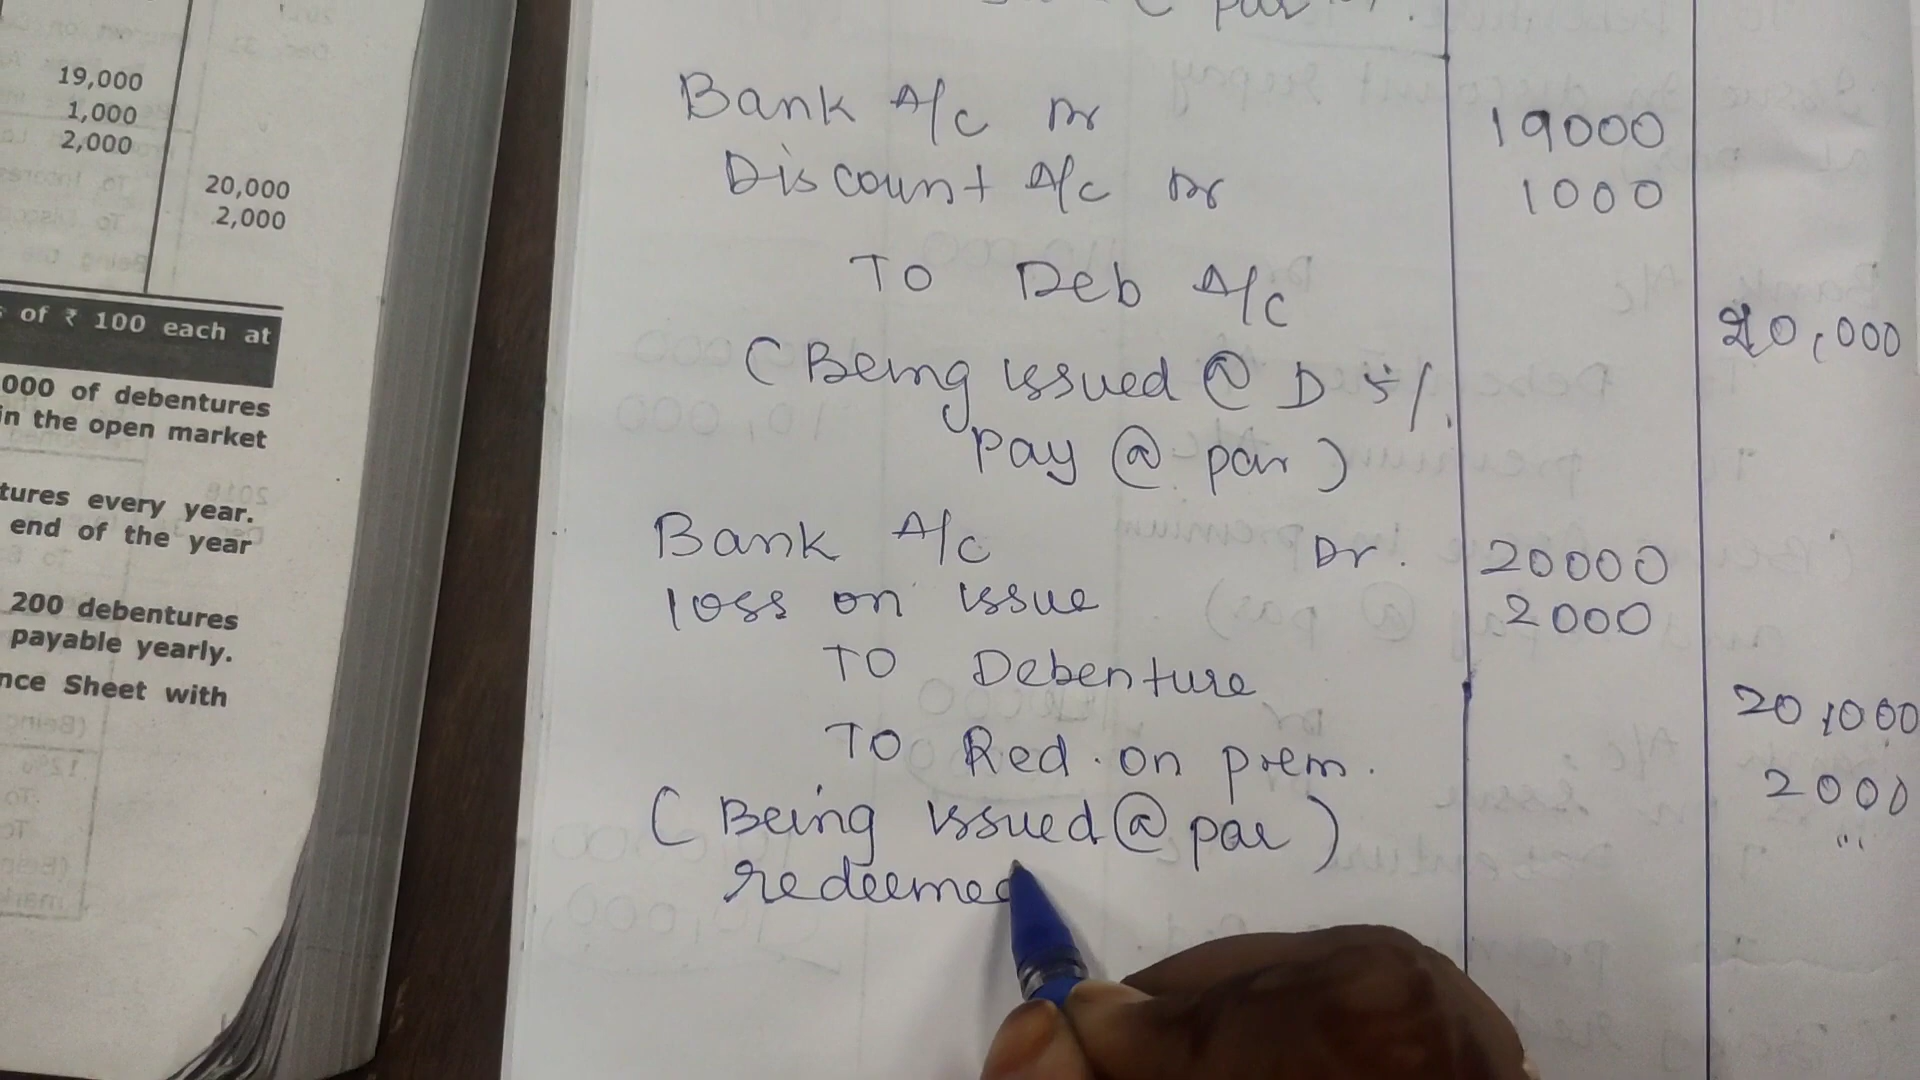 19,000
1,000
2,000
20,000
2,000
of ₹ 100 each at
000 of debentures
in the open market
tures every year.
end of the year
200 debentures
payable yearly.
nce Sheet with
Bank A/c Dr 19000
Discount A/c Dr 1000
To Deb A/c
20,000
(Being issued @ D 5%
pay @ par)
Bank A/c Dr. 20000
loss on issue 2000
TO Debenture
20,000
TO Red. on prem.
2000
(Being issued @ par)
redeemed